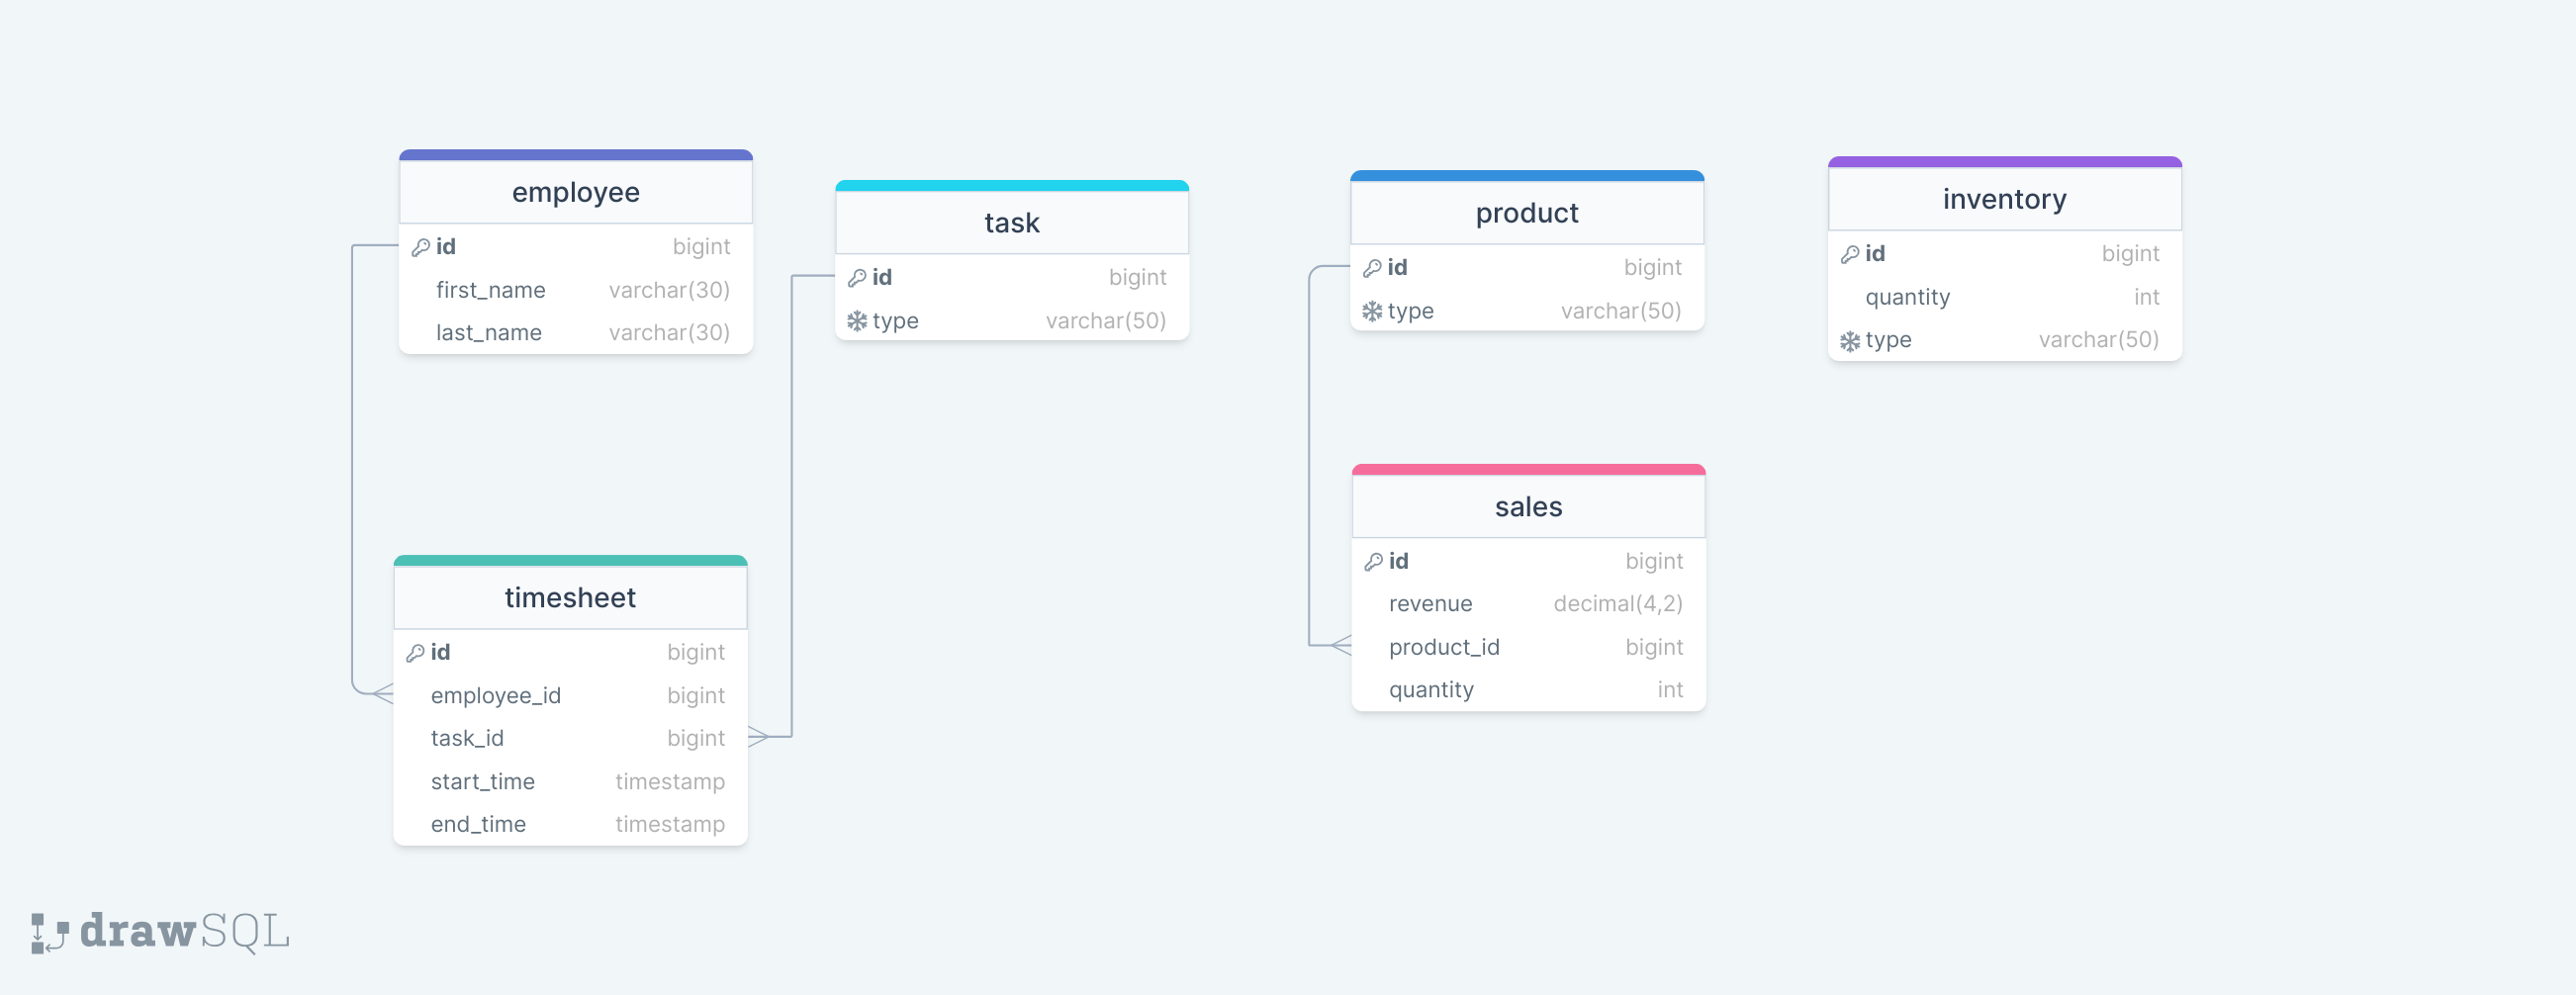 employee
id bigint
first_name varchar(30)
last_name varchar(30)
task
id bigint
type varchar(50)
product
id bigint
type varchar(50)
inventory
id bigint
quantity int
type varchar(50)
timesheet
id bigint
employee_id bigint
task_id bigint
start_time timestamp
end_time timestamp
sales
id bigint
revenue decimal(4,2)
product_id bigint
quantity int
drawSQL